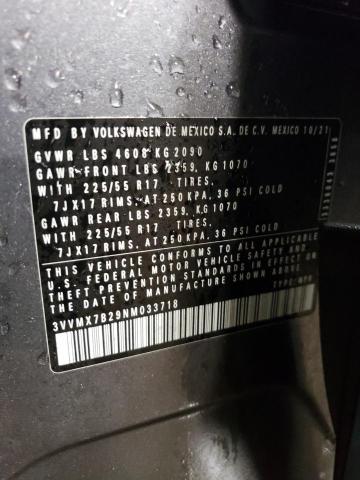 MFD BY VOLKSWAGEN DE MEXICO S.A. DE C.V. MEXICO 10/21
GVWR LBS 4608 KG 2090
GAWR FRONT LBS 2359, KG 1070
WITH 225/55 R17 TIRES,
7JX17 RIMS, AT 250 KPA, 36 PSI COLD
GAWR REAR LBS 2359, KG 1070
WITH 225/55 R17 TIRES,
7JX17 RIMS, AT 250 KPA, 36 PSI COLD
THIS VEHICLE CONFORMS TO ALL APPLICABLE
U.S. FEDERAL MOTOR VEHICLE SAFETY AND
THEFT PREVENTION STANDARDS IN EFFECT ON
THE DATE OF MANUFACTURE SHOWN ABOVE
3VVMX7B29NM033718
TYPE: MPV